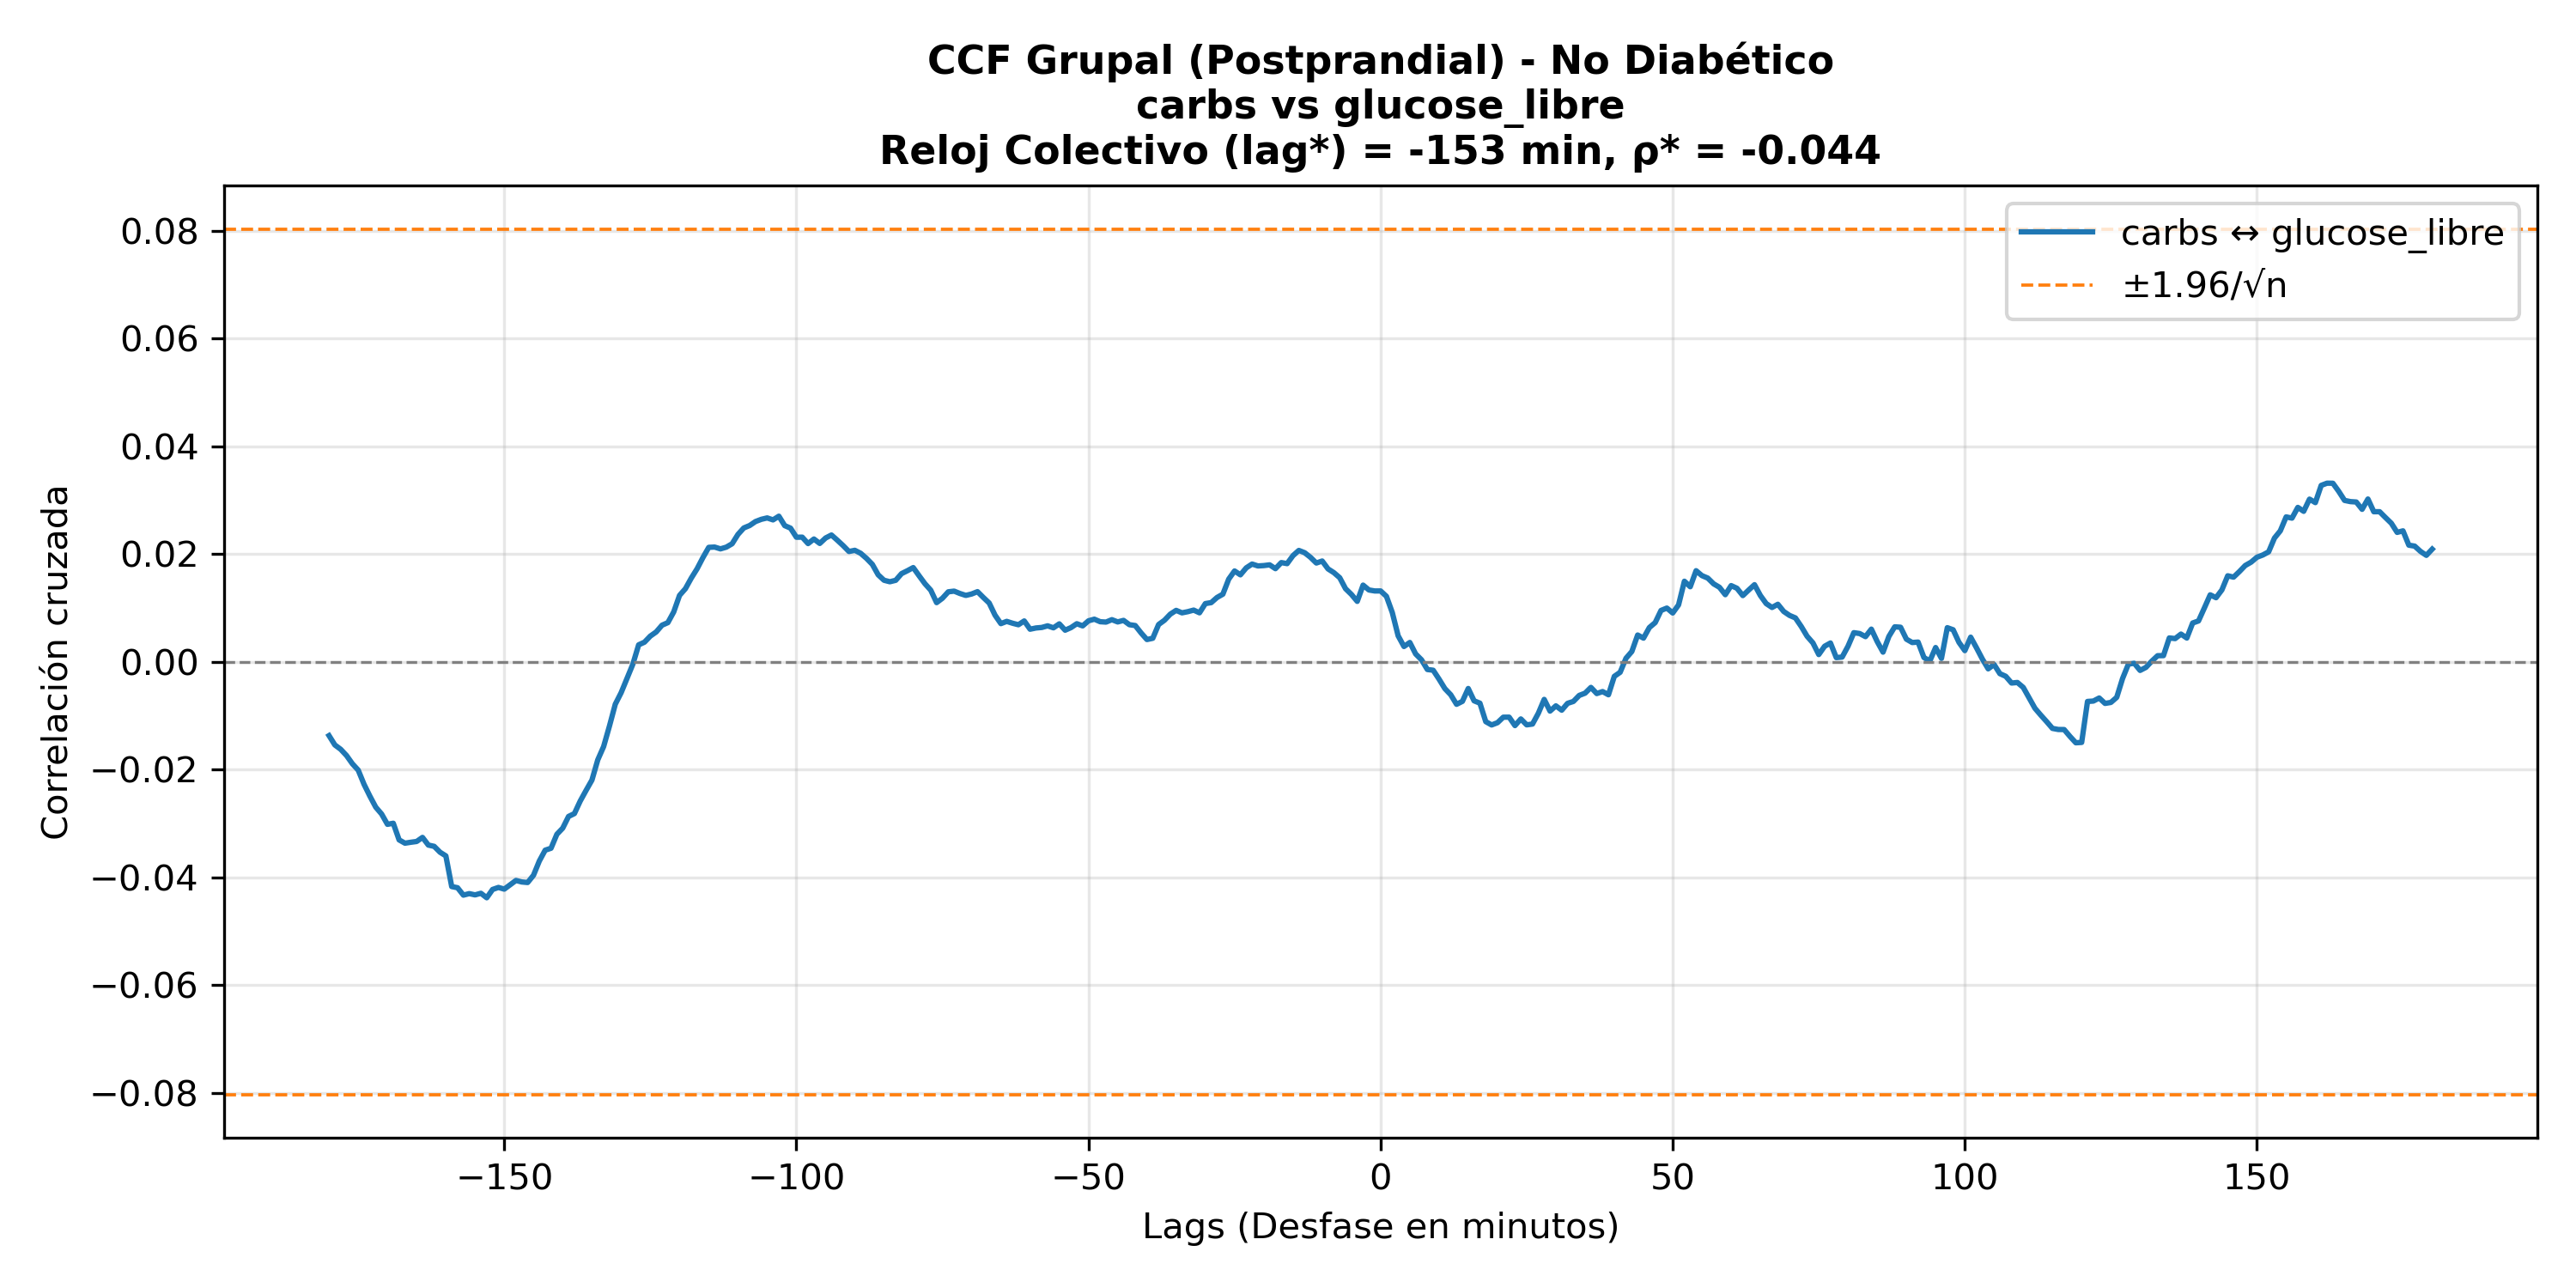 CCF Grupal (Postprandial) - No Diabético
carbs vs glucose_libre
Reloj Colectivo (lag*) = -153 min, ρ* = -0.044
carbs ↔ glucose_libre
±1.96/√n
Correlación cruzada
0.08
0.06
0.04
0.02
0.00
−0.02
−0.04
−0.06
−0.08
−150
−100
−50
0
50
100
150
Lags (Desfase en minutos)